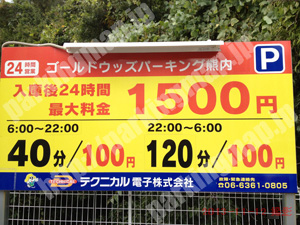 24時間営業 ゴールドウッズパーキング熊内 P
入庫後24時間
最大料金 1500円
6:00〜22:00 22:00〜6:00
40分/100円 120分/100円
テクニカル電子株式会社
☎06-6361-0805